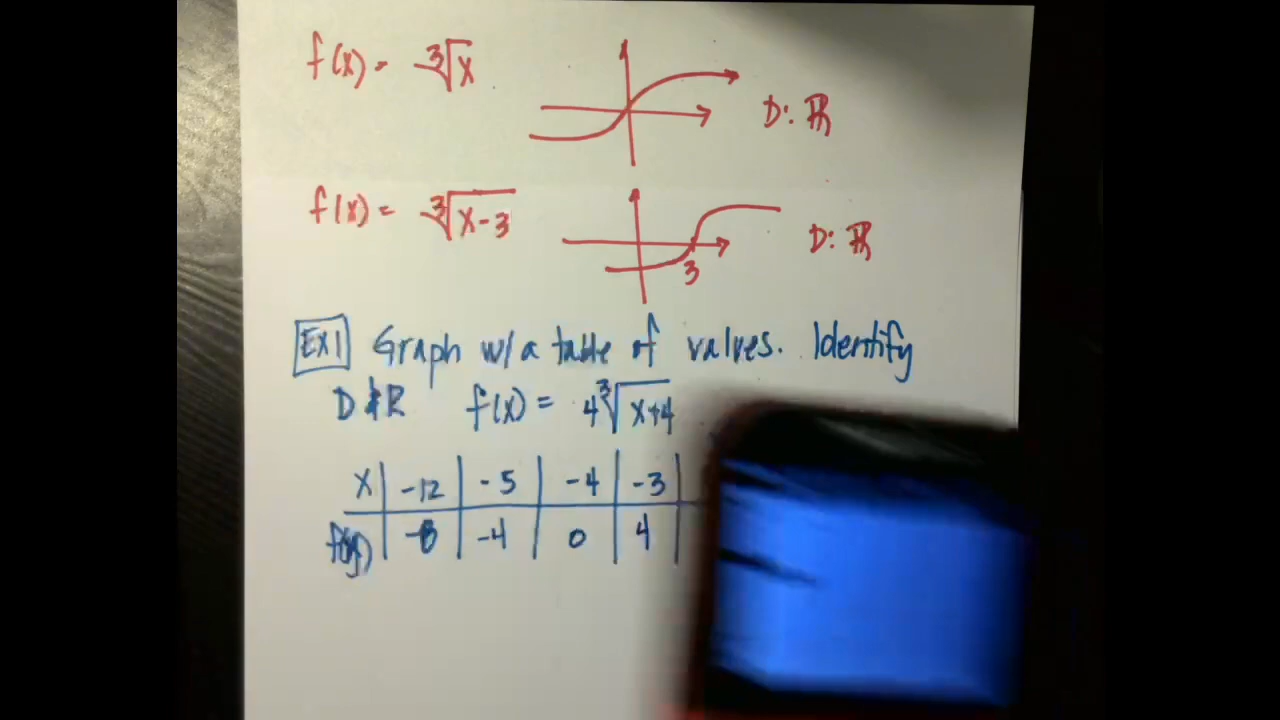 f(x) = ∛x
D: ℝ
f(x) = ∛(x-3)
3
D: ℝ
EX1 Graph w/ a table of values. Identify
D & R f(x) = 4∛(x+4)
x | -12 | -5 | -4 | -3 |
f(x) | -8 | -4 | 0 | 4 |